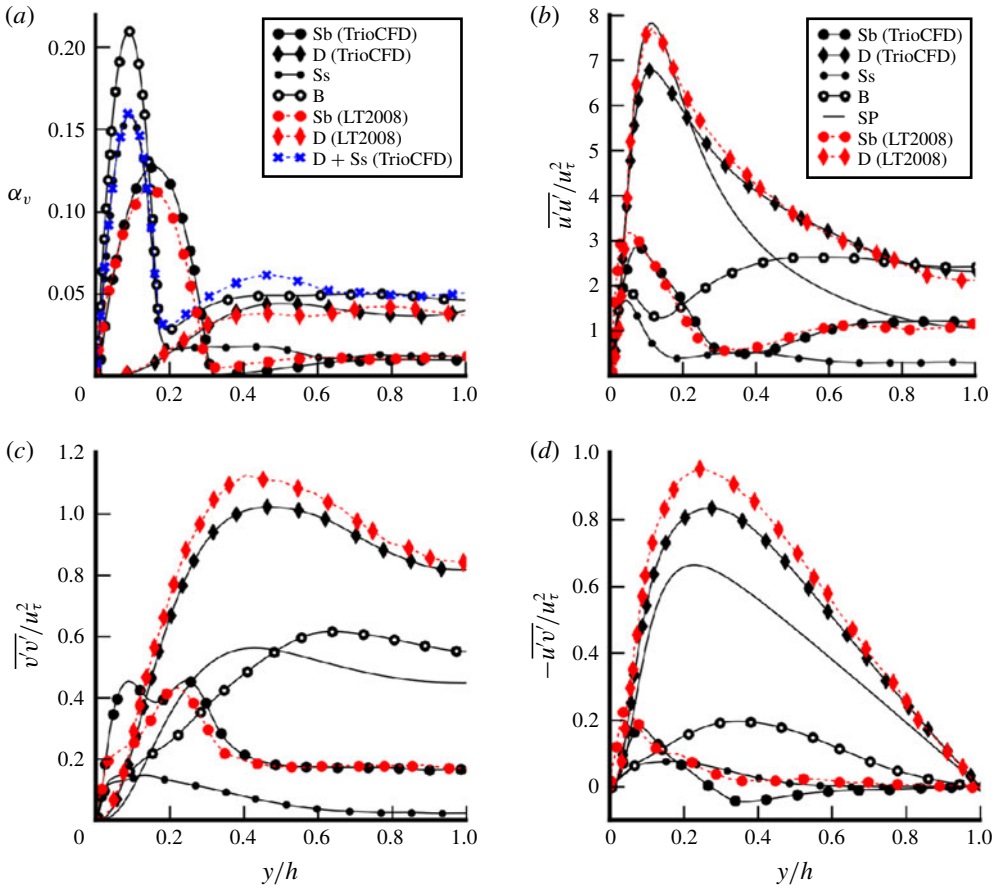 (a)
0.20
0.15
0.10
0.05
αv
Sb (TrioCFD)
D (TrioCFD)
Ss
B
Sb (LT2008)
D (LT2008)
D + Ss (TrioCFD)
0 0.2 0.4 0.6 0.8 1.0
(b)
8
7
6
5
4
3
2
1
u′u′/u²τ
Sb (TrioCFD)
D (TrioCFD)
Ss
B
SP
Sb (LT2008)
D (LT2008)
0 0.2 0.4 0.6 0.8 1.0
(c)
1.2
1.0
0.8
0.6
0.4
0.2
v′v′/u²τ
0 0.2 0.4 0.6 0.8 1.0
y/h
(d)
1.0
0.8
0.6
0.4
0.2
0
−u′v′/u²τ
0 0.2 0.4 0.6 0.8 1.0
y/h